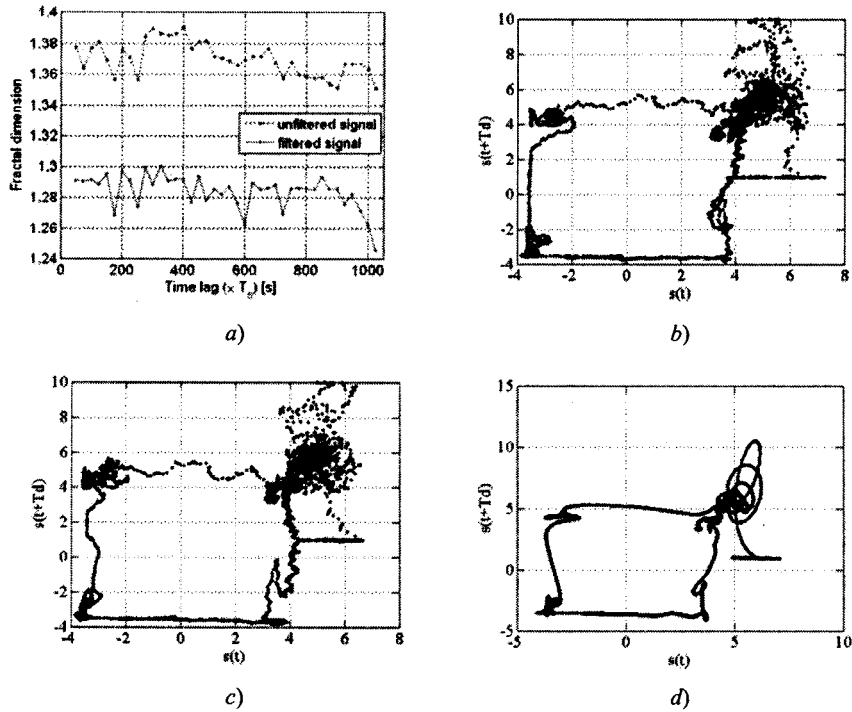 1.4
1.38
1.36
1.34
1.32
1.3
1.28
1.26
1.24
Fractal dimension
unfiltered signal
filtered signal
0 200 400 600 800 1000
Time lag (× Td) [s]
a)
10
8
6
4
2
0
-2
-4
s(t+Td)
-4 -2 0 2 4 6 8
s(t)
b)
10
8
6
4
2
0
-2
-4
s(t+Td)
-4 -2 0 2 4 6 8
s(t)
c)
15
10
5
0
-5
s(t+Td)
-5 0 5 10
s(t)
d)